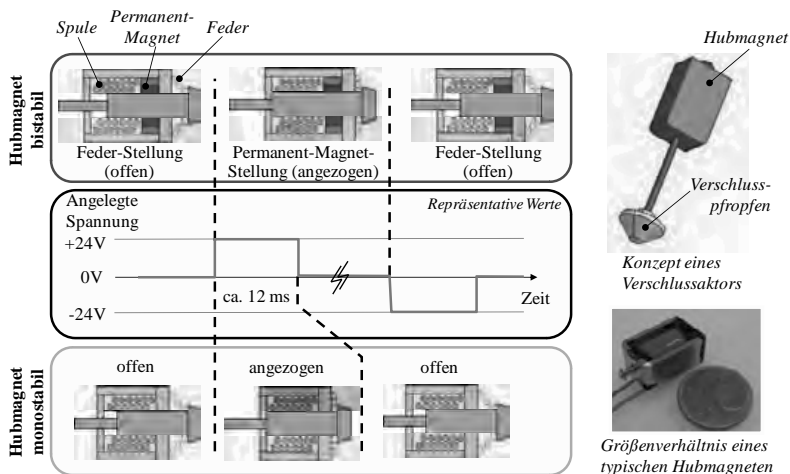 Spule
Permanent-
Magnet
Feder
Hubmagnet
bistabil
Feder-Stellung
(offen)
Permanent-Magnet-
Stellung (angezogen)
Feder-Stellung
(offen)
Angelegte
Spannung
Repräsentative Werte
+24V
0V
-24V
ca. 12 ms
Zeit
Hubmagnet
monostabil
offen
angezogen
offen
Hubmagnet
Verschluss-
pfropfen
Konzept eines
Verschlussaktors
Größenverhältnis eines
typischen Hubmagneten